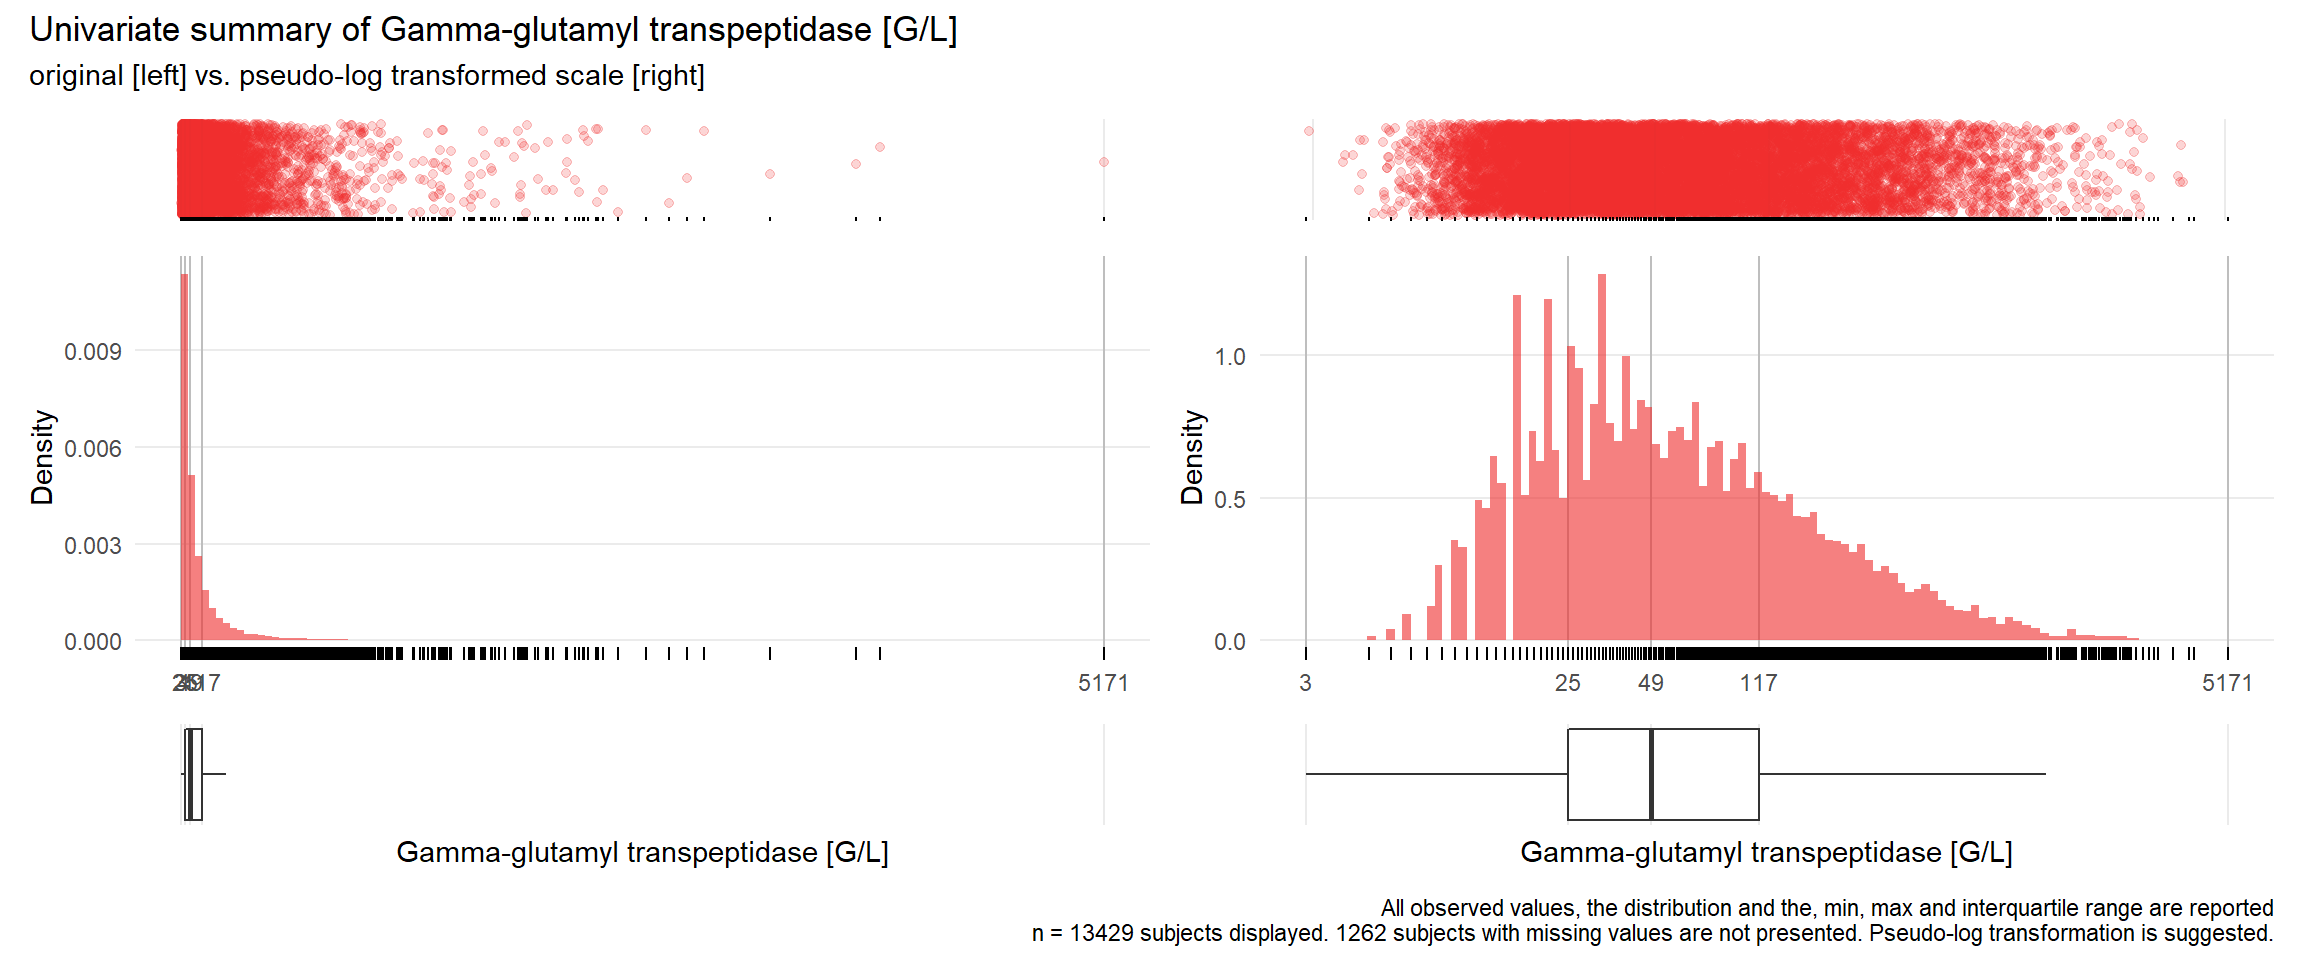 Univariate summary of Gamma-glutamyl transpeptidase [G/L]
original [left] vs. pseudo-log transformed scale [right]
Density
0.009
0.006
0.003
0.000
117
5171
Gamma-glutamyl transpeptidase [G/L]
Density
1.0
0.5
0.0
3
25
49
117
5171
Gamma-glutamyl transpeptidase [G/L]
All observed values, the distribution and the, min, max and interquartile range are reported
n = 13429 subjects displayed. 1262 subjects with missing values are not presented. Pseudo-log transformation is suggested.